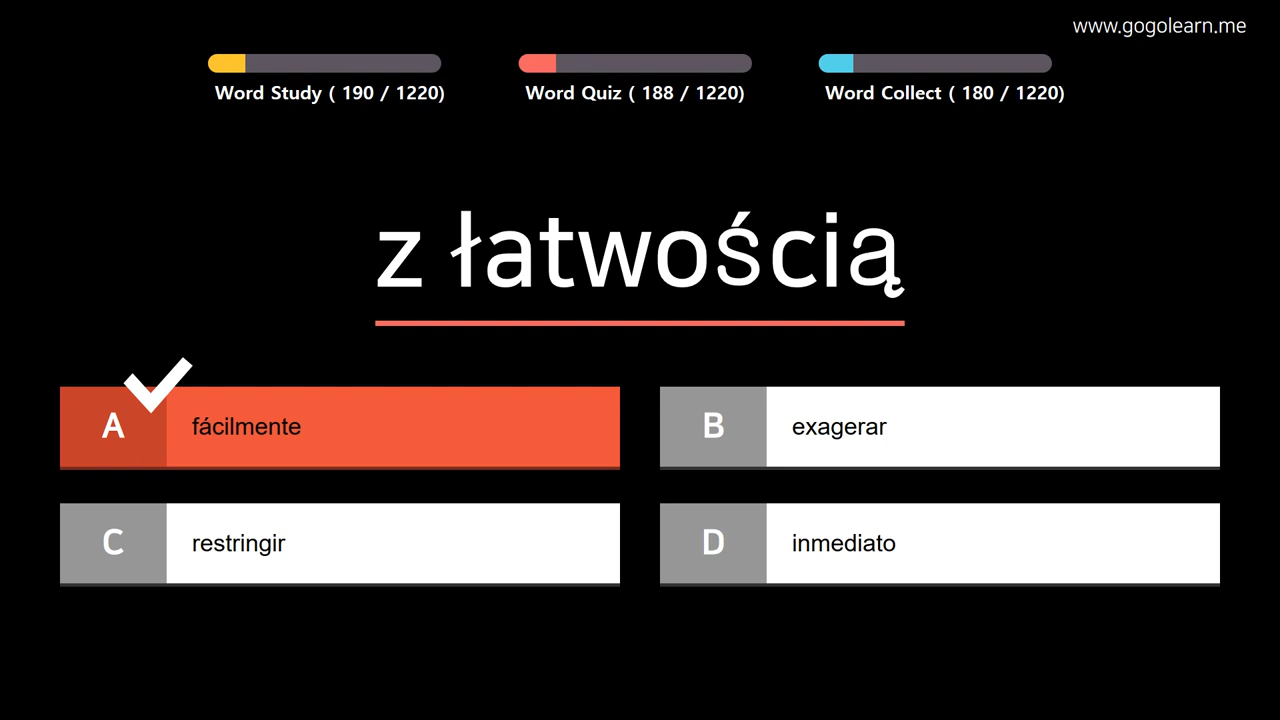 www.gogolearn.me
Word Study ( 190 / 1220)
Word Quiz ( 188 / 1220)
Word Collect ( 180 / 1220)
z łatwością
A fácilmente
B exagerar
C restringir
D inmediato